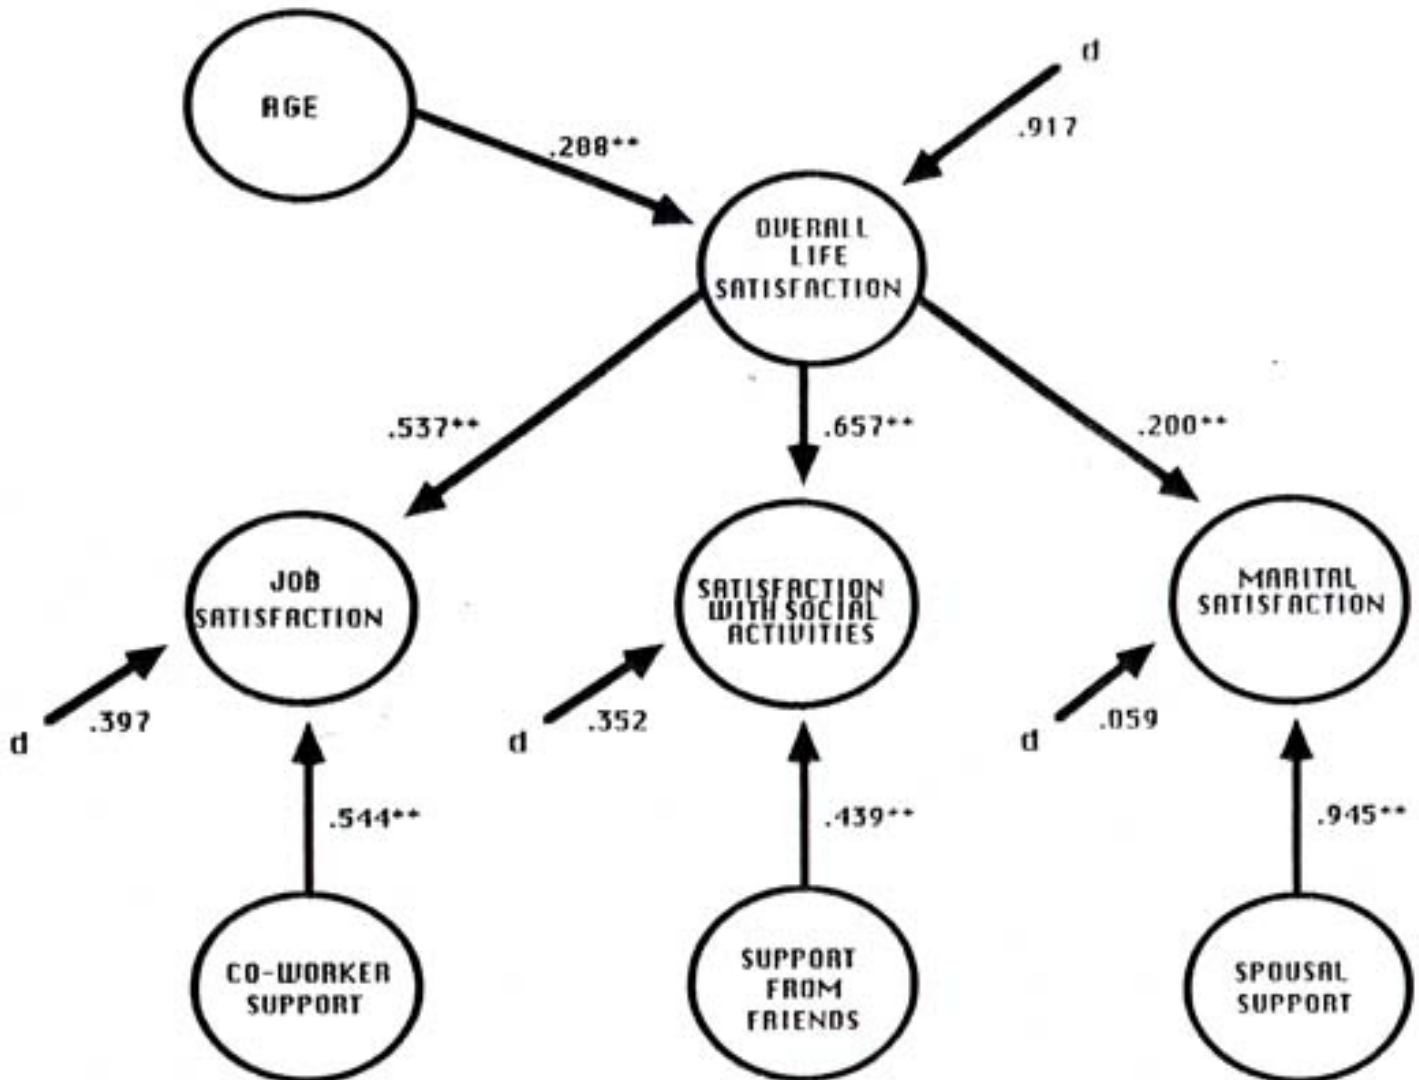 AGE
d
.288**
.917
OVERALL
LIFE
SATISFACTION
.537**
.657**
.200**
JOB
SATISFACTION
SATISFACTION
WITH SOCIAL
ACTIVITIES
MARITAL
SATISFACTION
d
.397
d
.352
d
.059
.544**
.439**
.945**
CO-WORKER
SUPPORT
SUPPORT
FROM
FRIENDS
SPOUSAL
SUPPORT